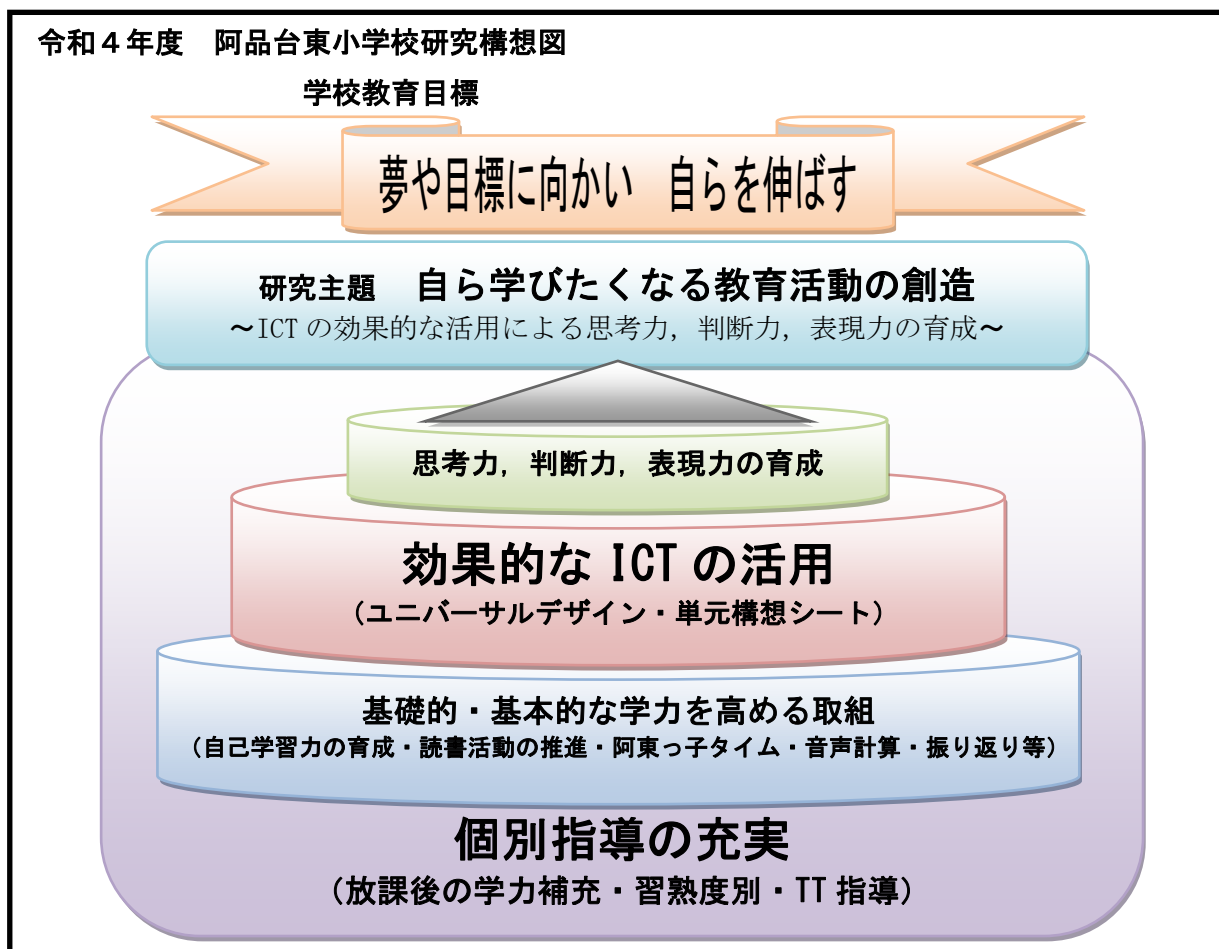 令和４年度　阿品台東小学校研究構想図
学校教育目標
夢や目標に向かい　自らを伸ばす
研究主題　自ら学びたくなる教育活動の創造
～ICT の効果的な活用による思考力，判断力，表現力の育成～
思考力，判断力，表現力の育成
効果的な ICT の活用
（ユニバーサルデザイン・単元構想シート）
基礎的・基本的な学力を高める取組
（自己学習力の育成・読書活動の推進・阿東っ子タイム・音声計算・振り返り等）
個別指導の充実
（放課後の学力補充・習熟度別・TT 指導）